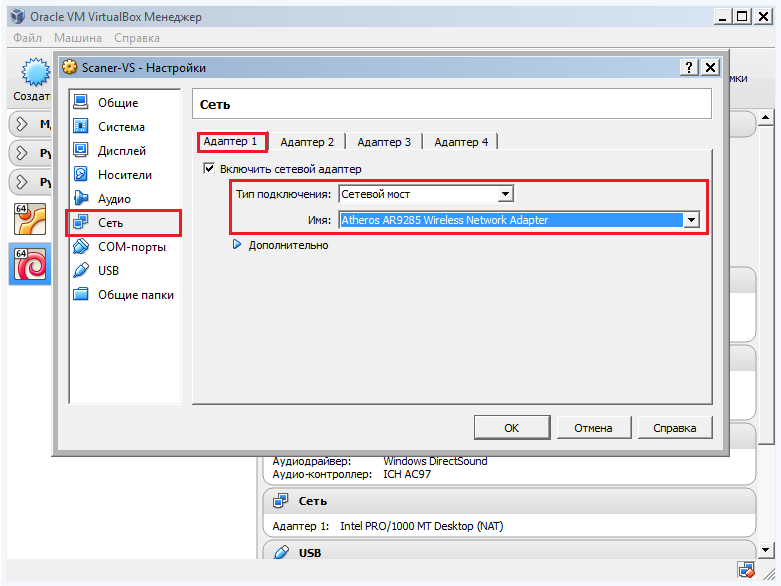 Oracle VM VirtualBox Менеджер
Файл Машина Справка
Создат
Scaner-VS - Настройки
мки
Общие
Система
Дисплей
Носители
Аудио
Сеть
COM-порты
USB
Общие папки
Сеть
Адаптер 1 Адаптер 2 Адаптер 3 Адаптер 4
Включить сетевой адаптер
Тип подключения: Сетевой мост
Имя: Atheros AR9285 Wireless Network Adapter
Дополнительно
М
Ру
Ру
64
64
OK Отмена Справка
Аудиодрайвер: Windows DirectSound
Аудио-контроллер: ICH AC97
Сеть
Адаптер 1: Intel PRO/1000 MT Desktop (NAT)
USB